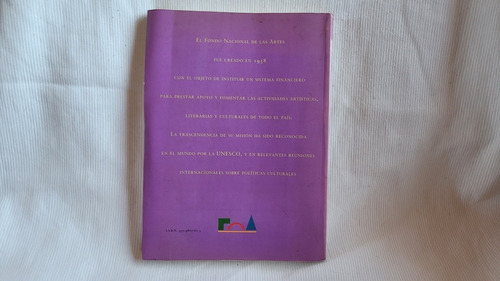 El Fondo Nacional de las Artes
fue creado en 1958
con el objeto de instituir un sistema financiero
para prestar apoyo y fomentar las actividades artísticas,
literarias y culturales de todo el país.
La trascendencia de su misión ha sido reconocida
en el mundo por la UNESCO, y en relevantes reuniones
internacionales sobre políticas culturales